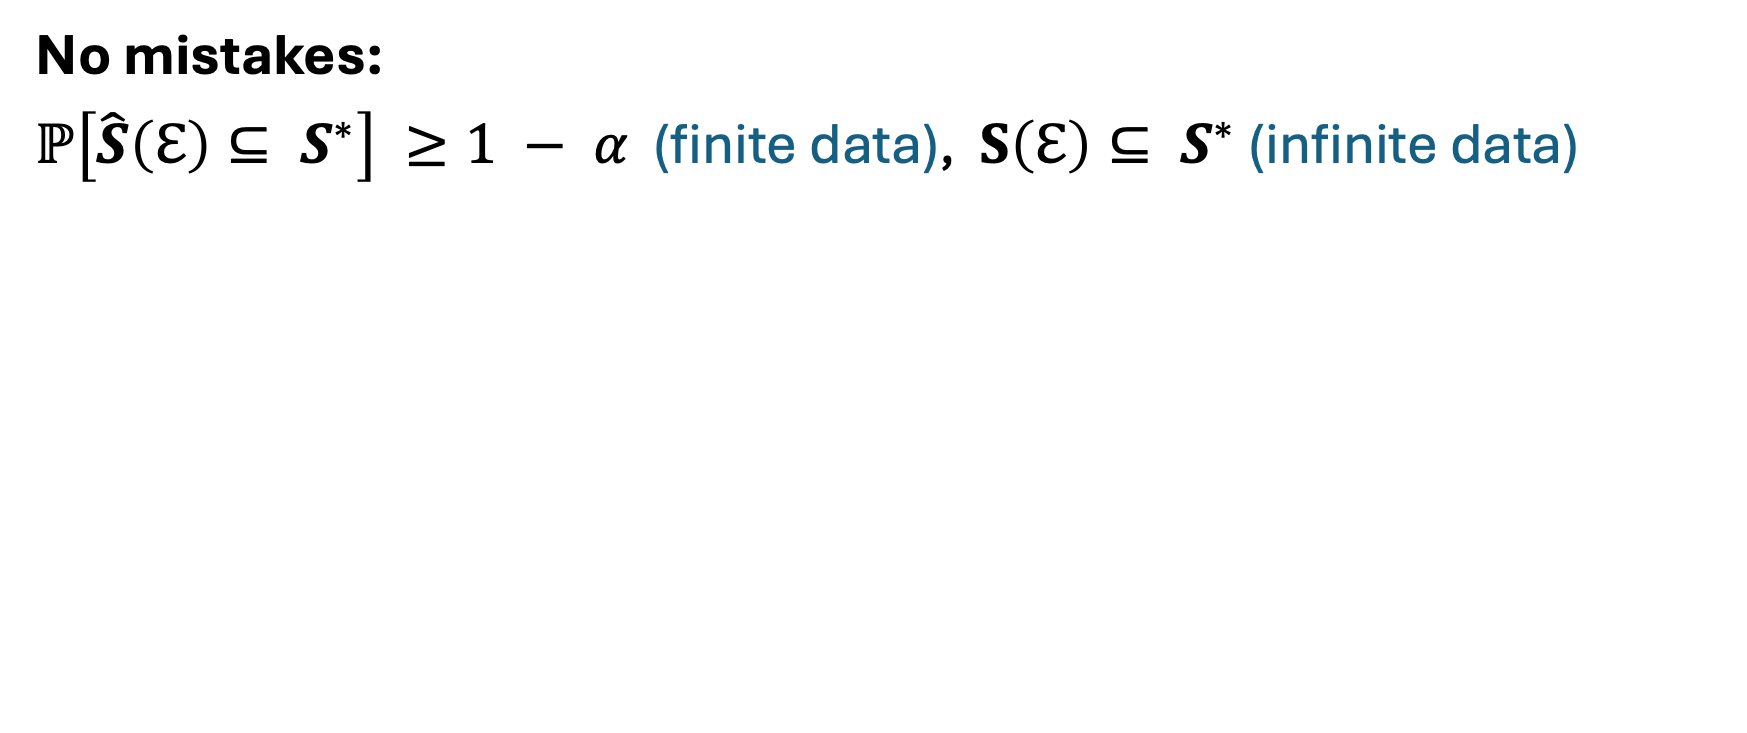 No mistakes:
ℙ[Ŝ(ℰ) ⊆ S*] ≥ 1 − α (finite data), S(ℰ) ⊆ S* (infinite data)